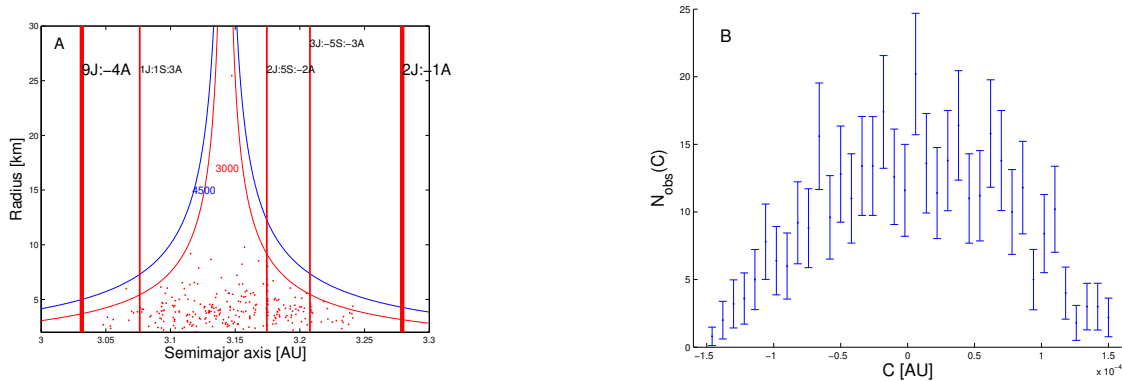 A
9J:-4A
1J:1S:3A
2J:5S:-2A
3J:-5S:-3A
2J:-1A
3000
4500
Radius [km]
30
25
20
15
10
5
3
3.05
3.1
3.15
3.2
3.25
3.3
Semimajor axis [AU]
B
N_obs(C)
25
20
15
10
5
0
−1.5
−1
−0.5
0
0.5
1
1.5
x 10^-4
C [AU]